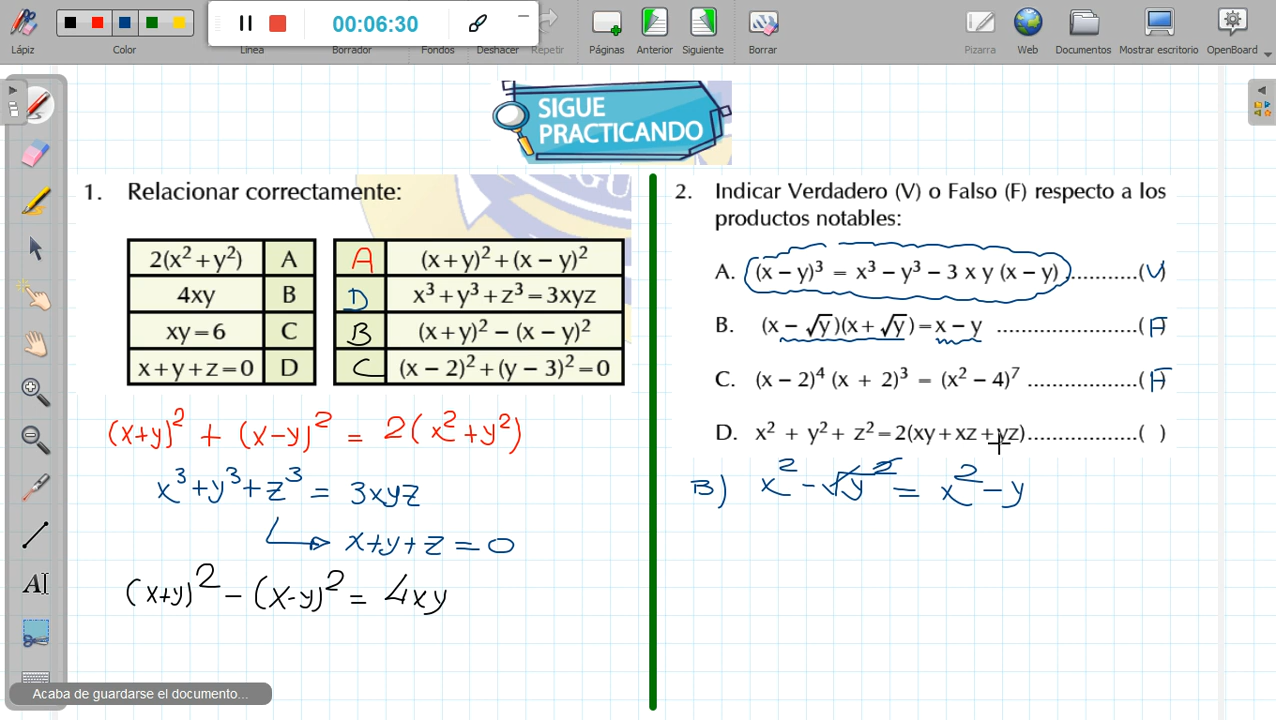 00:06:30
Lápiz
Color
Línea
Borrador
Fondos
Deshacer
Repetir
Páginas
Anterior
Siguiente
Borrar
Pizarra
Web
Documentos
Mostrar escritorio
OpenBoard
SIGUE
PRACTICANDO
1. Relacionar correctamente:
2(x² + y²) A
4xy B
xy = 6 C
x + y + z = 0 D
A (x + y)² + (x − y)²
D x³ + y³ + z³ = 3xyz
B (x + y)² − (x − y)²
C (x − 2)² + (y − 3)² = 0
(x+y)² + (x−y)² = 2(x² + y²)
x³ + y³ + z³ = 3xyz
↳ x+y+z = 0
(x+y)² − (x-y)² = 4xy
2. Indicar Verdadero (V) o Falso (F) respecto a los
productos notables:
A. (x − y)³ = x³ − y³ − 3 x y (x − y)............(V)
B. (x − √y)(x + √y) = x − y ........................(F)
C. (x − 2)⁴ (x + 2)³ = (x² − 4)⁷ ...................(F)
D. x² + y² + z² = 2(xy + xz + yz)...................( )
B) x² − √y² = x² − y
AI
Acaba de guardarse el documento...